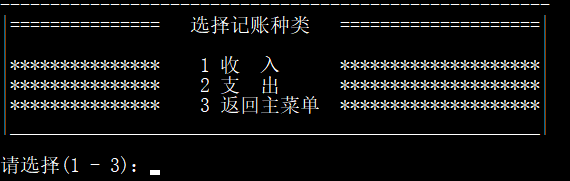 ===============   选择记账种类   ====================
***************    1 收  入      ********************
***************    2 支  出      ********************
***************    3 返回主菜单  ********************
请选择(1 - 3):